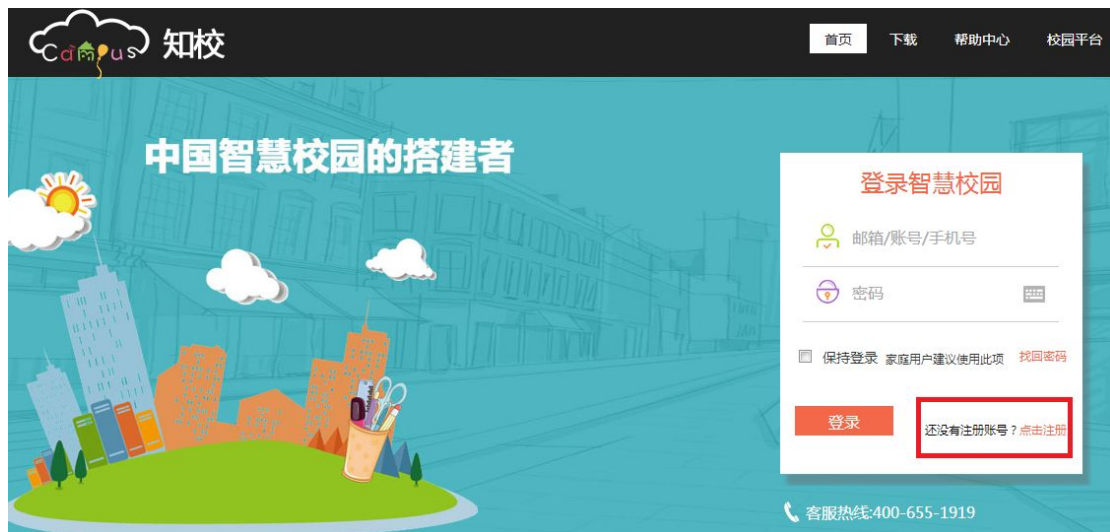 Campus 知校
首页 下载 帮助中心 校园平台
中国智慧校园的搭建者
登录智慧校园
邮箱/账号/手机号
密码
保持登录 家庭用户建议使用此项 找回密码
登录
还没有注册账号？点击注册
客服热线:400-655-1919